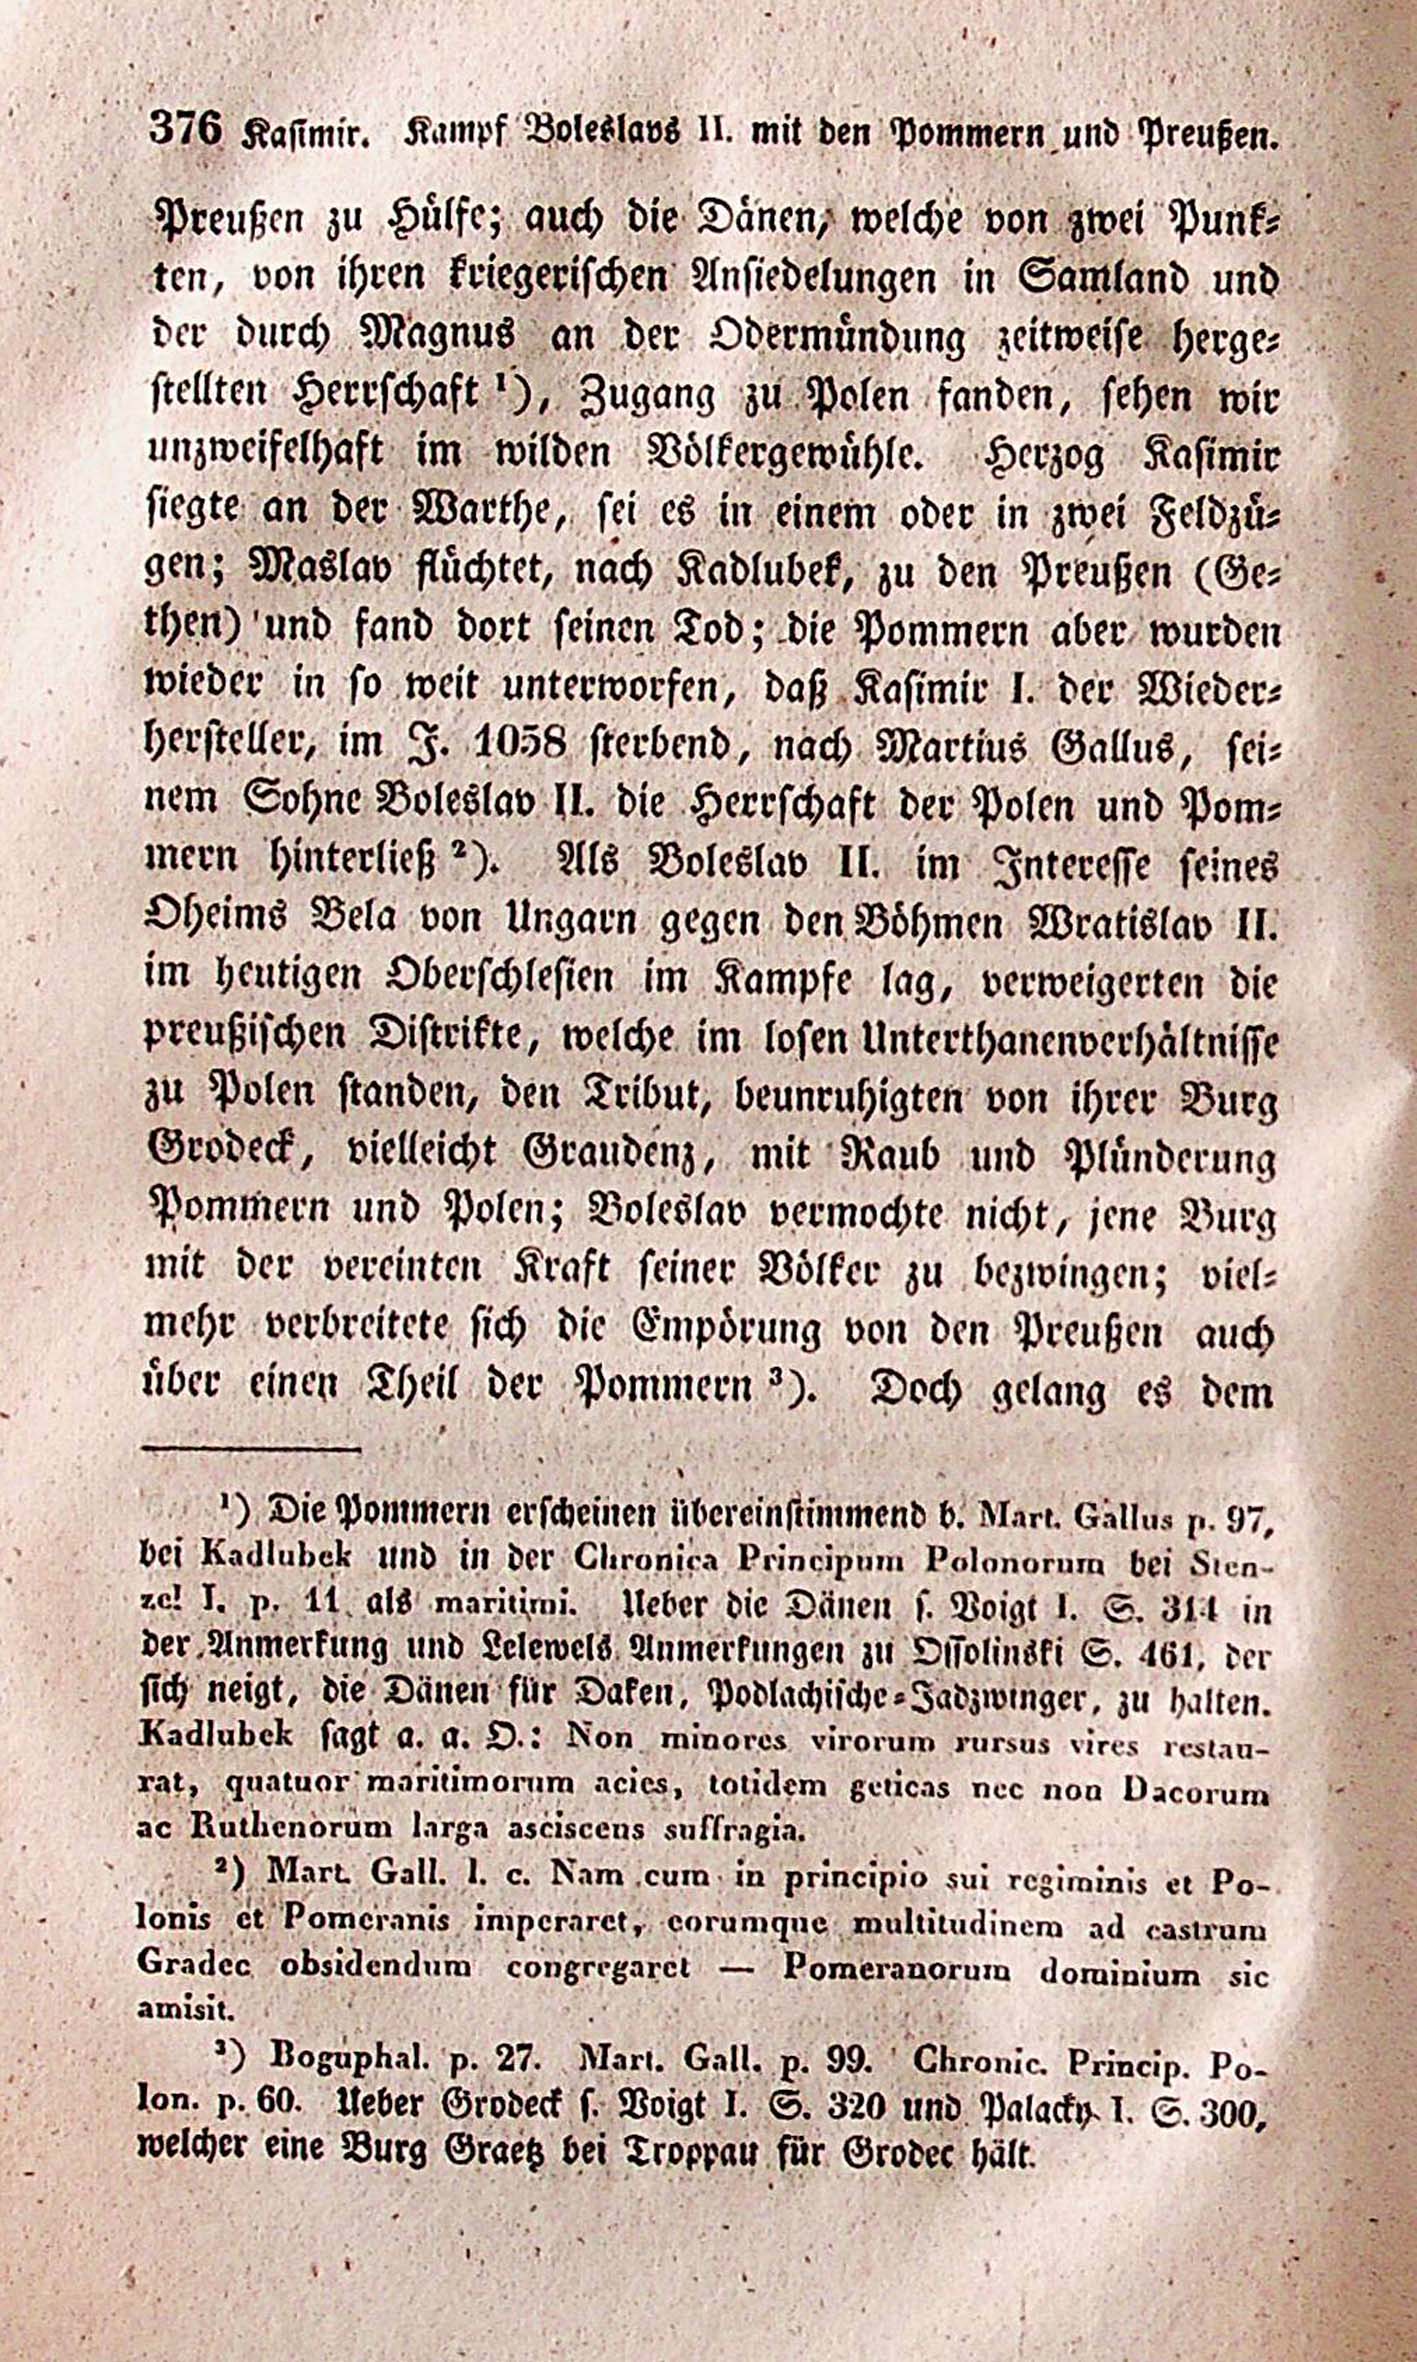 376 Kasimir. Kampf Boleslavs II. mit den Pommern und Preußen.
Preußen zu Hülfe; auch die Dänen, welche von zwei Punk-
ten, von ihren kriegerischen Ansiedelungen in Samland und
der durch Magnus an der Odermündung zeitweise herge-
stellten Herrschaft ¹), Zugang zu Polen fanden, sehen wir
unzweifelhaft im wilden Völkergewühle. Herzog Kasimir
siegte an der Warthe, sei es in einem oder in zwei Feldzü-
gen; Maslav flüchtet, nach Kadlubek, zu den Preußen (Ge-
then) und fand dort seinen Tod; die Pommern aber wurden
wieder in so weit unterworfen, daß Kasimir I. der Wieder-
hersteller, im J. 1058 sterbend, nach Martius Gallus, sei-
nem Sohne Boleslav II. die Herrschaft der Polen und Pom-
mern hinterließ ²). Als Boleslav II. im Interesse seines
Oheims Bela von Ungarn gegen den Böhmen Wratislav II.
im heutigen Oberschlesien im Kampfe lag, verweigerten die
preußischen Distrikte, welche im losen Unterthanenverhältnisse
zu Polen standen, den Tribut, beunruhigten von ihrer Burg
Grodeck, vielleicht Graudenz, mit Raub und Plünderung
Pommern und Polen; Boleslav vermochte nicht, jene Burg
mit der vereinten Kraft seiner Völker zu bezwingen; viel-
mehr verbreitete sich die Empörung von den Preußen auch
über einen Theil der Pommern ³). Doch gelang es dem
¹) Die Pommern erscheinen übereinstimmend b. Mart. Gallus p. 97,
bei Kadlubek und in der Chronica Principum Polonorum bei Sten-
zel I. p. 11 als maritimi. Ueber die Dänen s. Voigt I. S. 314 in
der Anmerkung und Lelewels Anmerkungen zu Ossolinski S. 461, der
sich neigt, die Dänen für Daken, Podlachische-Jadzwinger, zu halten.
Kadlubek sagt a. a. O.: Non minores virorum rursus vires restau-
rat, quatuor maritimorum acies, totidem geticas nec non Dacorum
ac Ruthenorum larga asciscens suffragia.
²) Mart. Gall. l. c. Nam cum in principio sui regiminis et Po-
lonis et Pomeranis imperaret, eorumque multitudinem ad castrum
Gradec obsidendum congregaret — Pomeranorum dominium sic
amisit.
³) Boguphal. p. 27. Mart. Gall. p. 99. Chronic. Princip. Po-
lon. p. 60. Ueber Grodeck s. Voigt I. S. 320 und Palacky I. S. 300,
welcher eine Burg Graetz bei Troppau für Grodec hält.